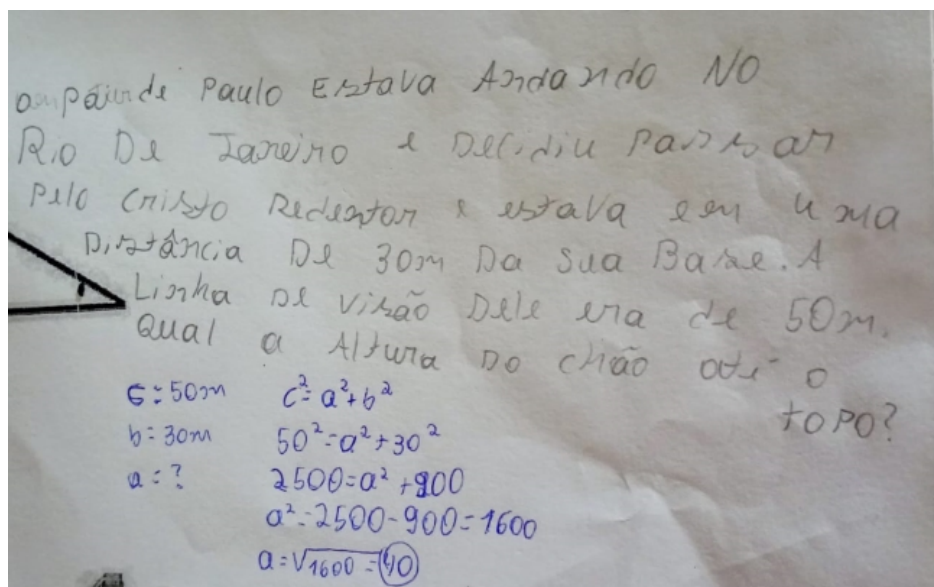 Paulo Estava Andando No
Rio De Janeiro e Decidiu Passar
Pelo Cristo Redentor e estava em uma
Distância De 30m Da Sua Base. A
Linha De Visão Dele era de 50m.
Qual a Altura Do chão até o
topo?
c = 50m c² = a² + b²
b = 30m 50² = a² + 30²
a = ? 2500 = a² + 900
a² = 2500 - 900 = 1600
a = √1600 = 40